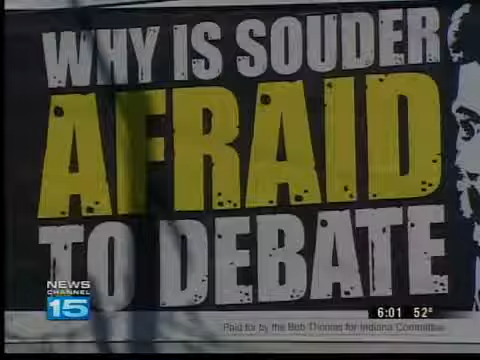 WHY IS SOUDER
AFRAID
TO DEBATE
NEWS
CHANNEL
15
6:01 52°
Paid for by the Bob Thomas for Indiana Committee